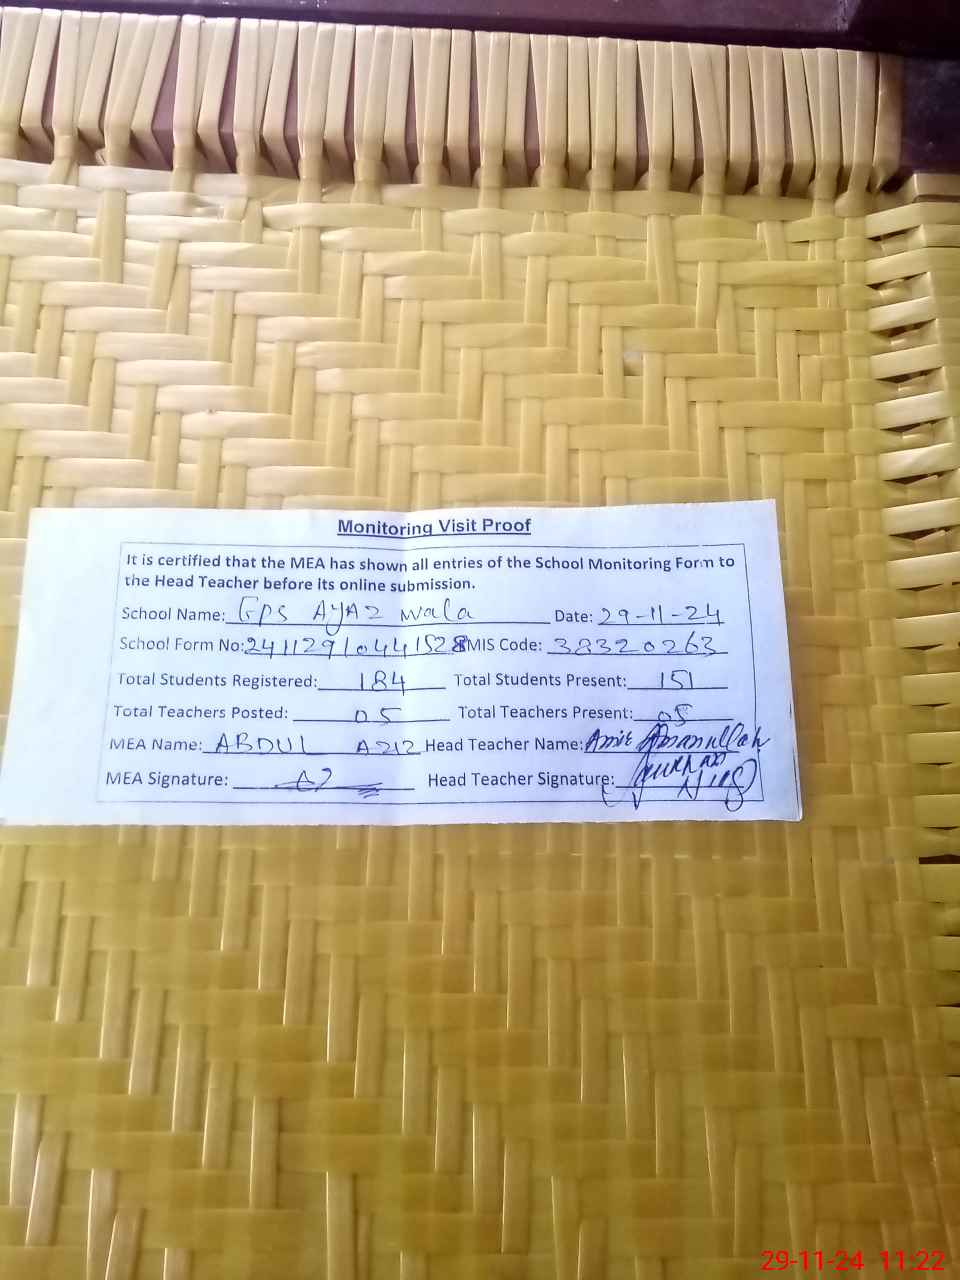 Monitoring Visit Proof
It is certified that the MEA has shown all entries of the School Monitoring Form to
the Head Teacher before its online submission.
School Name: GPS AYAZ wala Date: 29-11-24
School Form No: 24112910441528 EMIS Code: 38320263
Total Students Registered: 184 Total Students Present: 151
Total Teachers Posted: 05 Total Teachers Present: 05
MEA Name: ABDUL AZIZ Head Teacher Name: Amanullah
MEA Signature: AZ Head Teacher Signature:
29-11-24 11:22